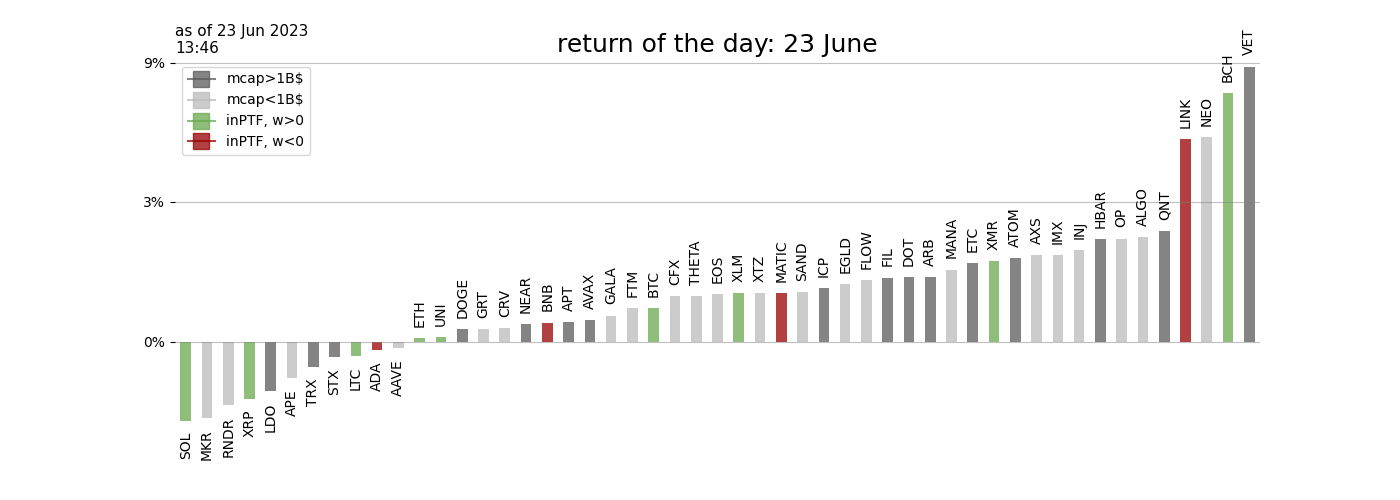 as of 23 Jun 2023
13:46
return of the day: 23 June
9%
3%
0%
mcap>1B$
mcap<1B$
inPTF, w>0
inPTF, w<0
SOL
MKR
RNDR
XRP
LDO
APE
TRX
STX
LTC
ADA
AAVE
ETH
UNI
DOGE
GRT
CRV
NEAR
BNB
APT
AVAX
GALA
FTM
BTC
CFX
THETA
EOS
XLM
XTZ
MATIC
SAND
ICP
EGLD
FLOW
FIL
DOT
ARB
MANA
ETC
XMR
ATOM
AXS
IMX
INJ
HBAR
OP
ALGO
QNT
LINK
NEO
BCH
VET